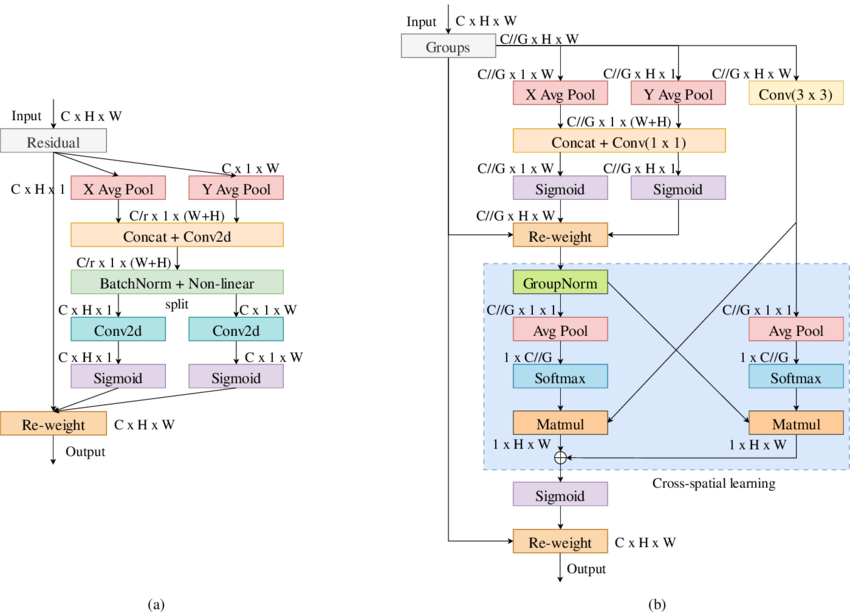 Input
C x H x W
Residual
C x 1 x W
C x H x 1
X Avg Pool
Y Avg Pool
C/r x 1 x (W+H)
Concat + Conv2d
C/r x 1 x (W+H)
BatchNorm + Non-linear
split
C x H x 1
C x 1 x W
Conv2d
Conv2d
C x H x 1
C x 1 x W
Sigmoid
Sigmoid
Re-weight
C x H x W
Output
(a)
Input
C x H x W
Groups
C//G x H x W
C//G x 1 x W
C//G x H x 1
C//G x H x W
X Avg Pool
Y Avg Pool
Conv(3 x 3)
C//G x 1 x (W+H)
Concat + Conv(1 x 1)
C//G x 1 x W
C//G x H x 1
Sigmoid
Sigmoid
C//G x H x W
Re-weight
GroupNorm
C//G x 1 x 1
C//G x 1 x 1
Avg Pool
Avg Pool
1 x C//G
1 x C//G
Softmax
Softmax
Matmul
Matmul
1 x H x W
1 x H x W
Cross-spatial learning
Sigmoid
Re-weight
C x H x W
Output
(b)